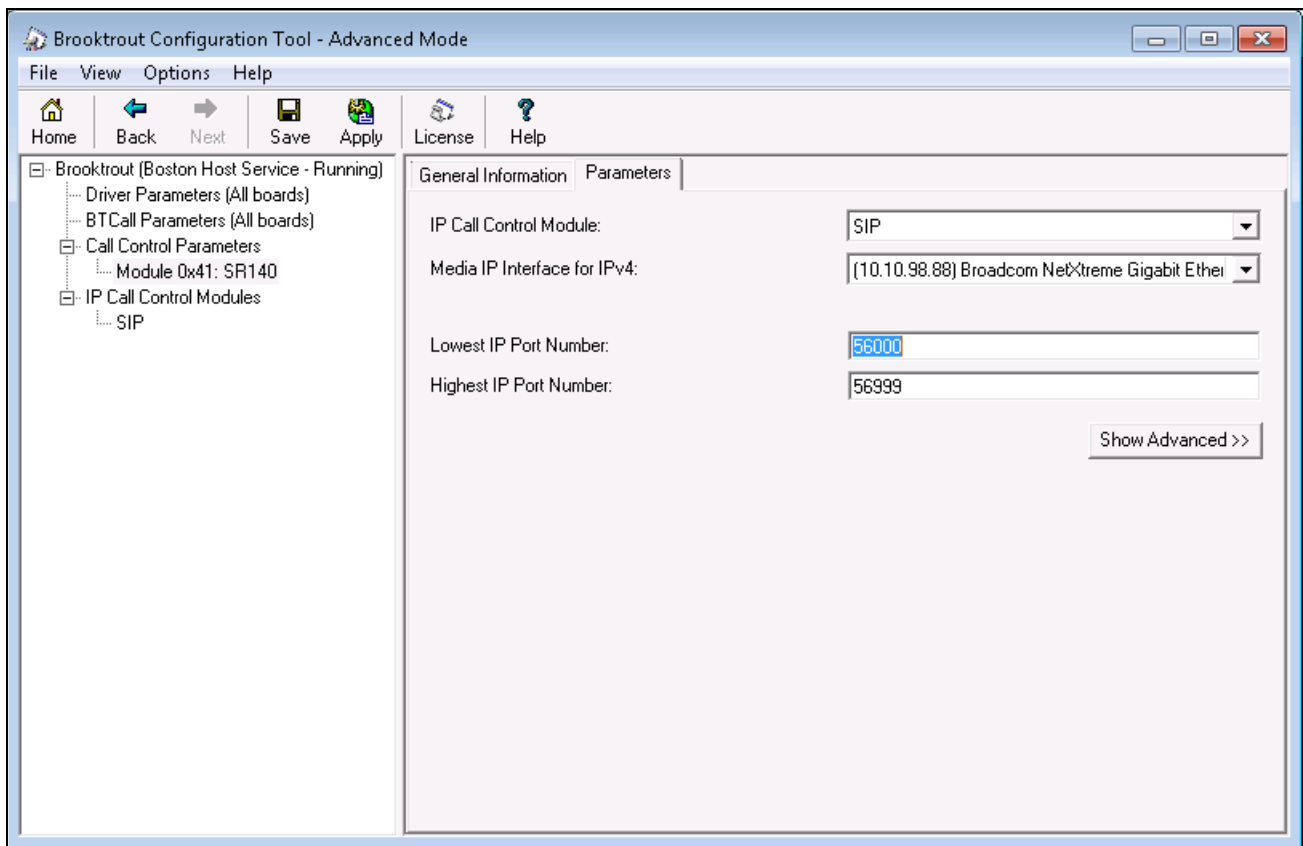 Brooktrout Configuration Tool - Advanced Mode
File View Options Help
Home Back Next Save Apply License Help
Brooktrout (Boston Host Service - Running)
Driver Parameters (All boards)
BTCall Parameters (All boards)
Call Control Parameters
Module 0x41: SR140
IP Call Control Modules
SIP
General Information Parameters
IP Call Control Module: SIP
Media IP Interface for IPv4: (10.10.98.88) Broadcom NetXtreme Gigabit Ether
Lowest IP Port Number: 56000
Highest IP Port Number: 56999
Show Advanced >>